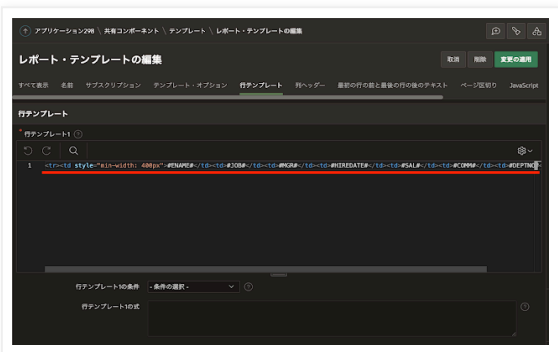 アプリケーション298 \ 共有コンポーネント \ テンプレート \ レポート・テンプレートの編集
レポート・テンプレートの編集
取消 削除 変更の適用
すべて表示 名前 サブスクリプション テンプレート・オプション 行テンプレート 列ヘッダー 最初の行の前と最後の行の後のテキスト ページ区切り JavaScript
行テンプレート
* 行テンプレート1
1 <tr><td style="min-width: 400px">#ENAME#</td><td>#JOB#</td><td>#MGR#</td><td>#HIREDATE#</td><td>#SAL#</td><td>#COMM#</td><td>#DEPTNO#
行テンプレート1の条件 - 条件の選択 -
行テンプレート1の式